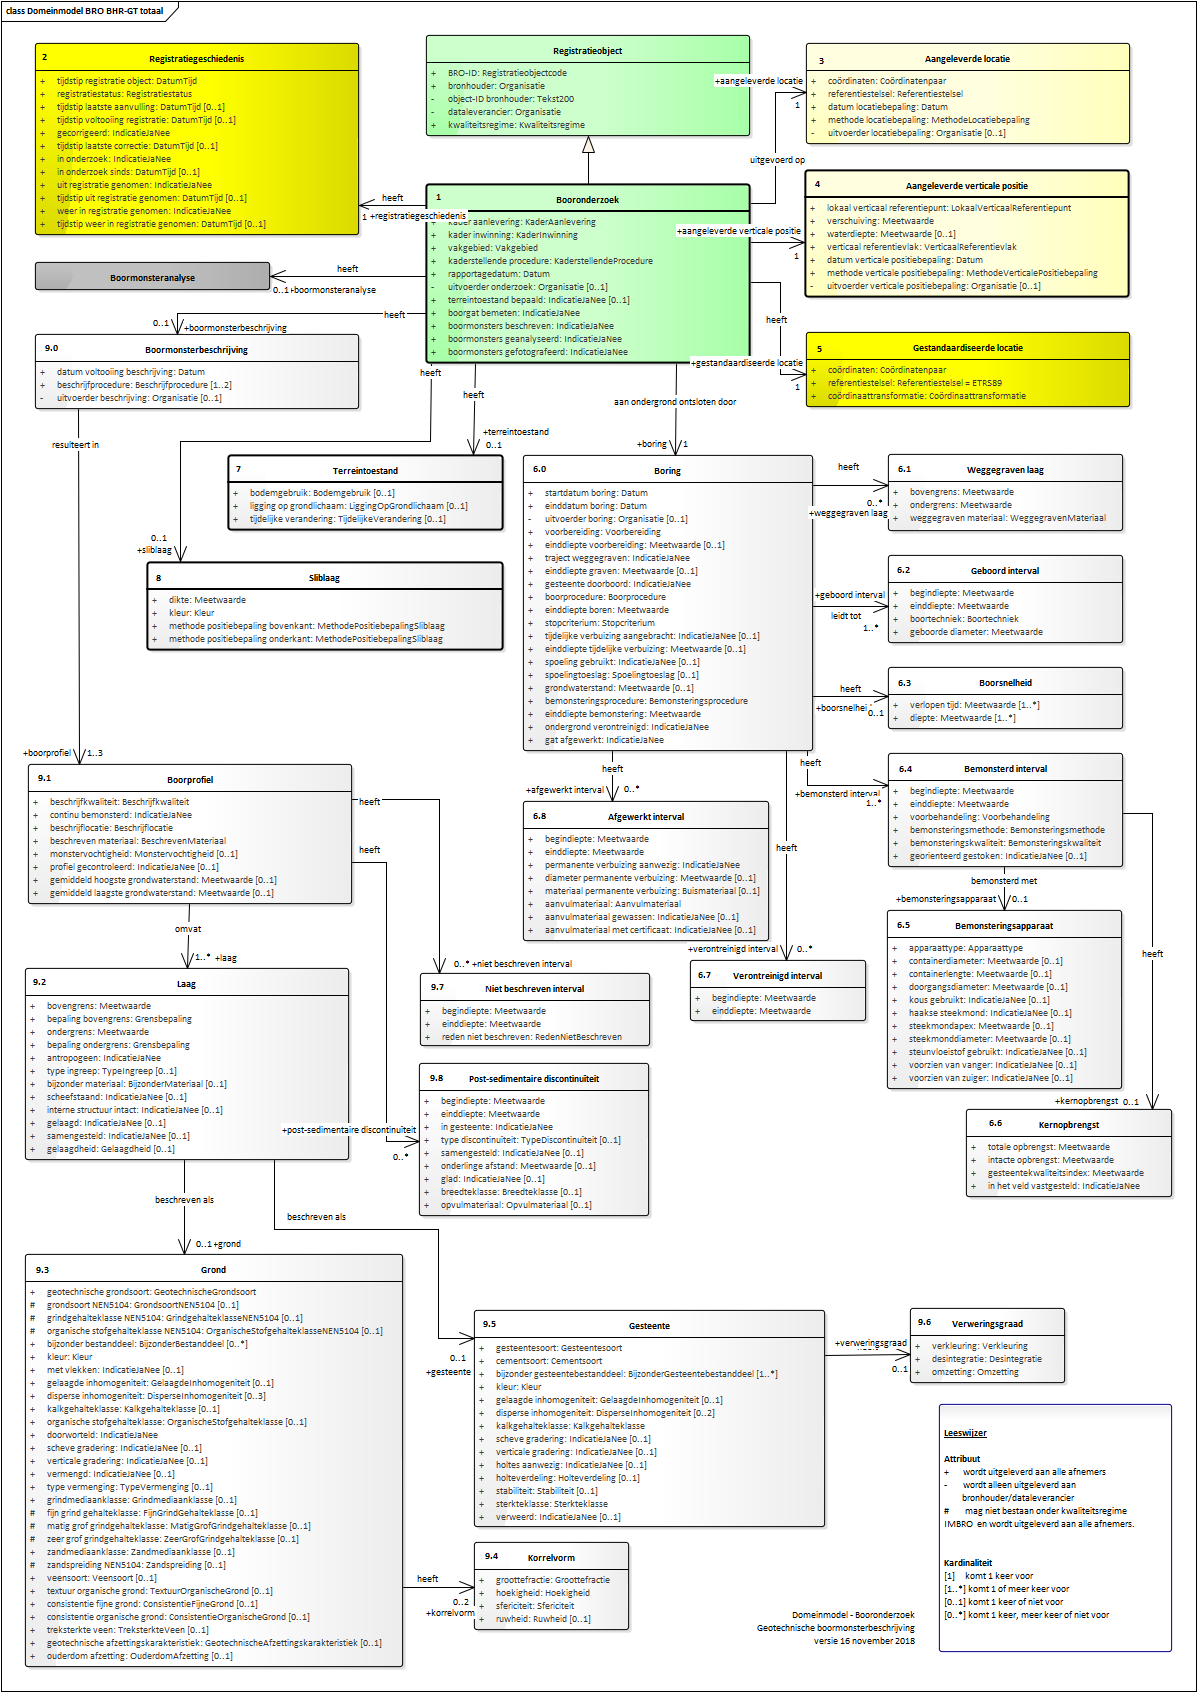 class Domeinmodel BRO BHR-GT totaal
2 Registratiegeschiedenis
+ tijdstip registratie object: DatumTijd
+ registratiestatus: Registratiestatus
+ tijdstip laatste aanvulling: DatumTijd [0..1]
+ tijdstip voltooiing registratie: DatumTijd [0..1]
+ gecorrigeerd: IndicatieJaNee
+ tijdstip laatste correctie: DatumTijd [0..1]
+ in onderzoek: IndicatieJaNee
+ in onderzoek sinds: DatumTijd [0..1]
+ uit registratie genomen: IndicatieJaNee
+ tijdstip uit registratie genomen: DatumTijd [0..1]
+ weer in registratie genomen: IndicatieJaNee
+ tijdstip weer in registratie genomen: DatumTijd [0..1]
Registratieobject
+ BRO-ID: Registratieobjectcode
+ bronhouder: Organisatie
- object-ID bronhouder: Tekst200
- dataleverancier: Organisatie
+ kwaliteitsregime: Kwaliteitsregime
3 Aangeleverde locatie
+ coördinaten: Coördinatenpaar
+ referentiestelsel: Referentiestelsel
+ datum locatiebepaling: Datum
+ methode locatiebepaling: MethodeLocatiebepaling
- uitvoerder locatiebepaling: Organisatie [0..1]
+aangeleverde locatie
1
uitgevoerd op
1 Booronderzoek
+ kader aanlevering: KaderAanlevering
+ kader inwinning: KaderInwinning
+ vakgebied: Vakgebied
+ kaderstellende procedure: KaderstellendeProcedure
+ rapportagedatum: Datum
- uitvoerder onderzoek: Organisatie [0..1]
+ terreintoestand bepaald: IndicatieJaNee [0..1]
+ boorgat bemeten: IndicatieJaNee
+ boormonsters beschreven: IndicatieJaNee
+ boormonsters geanalyseerd: IndicatieJaNee
+ boormonsters gefotografeerd: IndicatieJaNee
heeft
1 +registratiegeschiedenis
4 Aangeleverde verticale positie
+ lokaal verticaal referentiepunt: LokaalVerticaalReferentiepunt
+ verschuiving: Meetwaarde
+ waterdiepte: Meetwaarde [0..1]
+ verticaal referentievlak: VerticaalReferentievlak
+ datum verticale positiebepaling: Datum
+ methode verticale positiebepaling: MethodeVerticalePositiebepaling
- uitvoerder verticale positiebepaling: Organisatie [0..1]
+aangeleverde verticale positie
1
Boormonsteranalyse
heeft
0..1 +boormonsteranalyse
heeft
0..1 +boormonsterbeschrijving
heeft
+gestandaardiseerde locatie
1
5 Gestandaardiseerde locatie
+ coördinaten: Coördinatenpaar
+ referentiestelsel: Referentiestelsel = ETRS89
+ coördinaattransformatie: Coördinaattransformatie
9.0 Boormonsterbeschrijving
+ datum voltooiing beschrijving: Datum
+ beschrijfprocedure: Beschrijfprocedure [1..2]
- uitvoerder beschrijving: Organisatie [0..1]
resulteert in
heeft
heeft
aan ondergrond ontsloten door
+terreintoestand
0..1
+boring 1
7 Terreintoestand
+ bodemgebruik: Bodemgebruik [0..1]
+ ligging op grondlichaam: LiggingOpGrondlichaam [0..1]
+ tijdelijke verandering: TijdelijkeVerandering [0..1]
0..1
+sliblaag
8 Sliblaag
+ dikte: Meetwaarde
+ kleur: Kleur
+ methode positiebepaling bovenkant: MethodePositiebepalingSliblaag
+ methode positiebepaling onderkant: MethodePositiebepalingSliblaag
6.0 Boring
+ startdatum boring: Datum
+ einddatum boring: Datum
- uitvoerder boring: Organisatie [0..1]
+ voorbereiding: Voorbereiding
+ einddiepte voorbereiding: Meetwaarde [0..1]
+ traject weggegraven: IndicatieJaNee
+ einddiepte graven: Meetwaarde [0..1]
+ gesteente doorboord: IndicatieJaNee
+ boorprocedure: Boorprocedure
+ einddiepte boren: Meetwaarde
+ stopcriterium: Stopcriterium
+ tijdelijke verbuizing aangebracht: IndicatieJaNee [0..1]
+ einddiepte tijdelijke verbuizing: Meetwaarde [0..1]
+ spoeling gebruikt: IndicatieJaNee [0..1]
+ spoelingtoeslag: Spoelingtoeslag [0..1]
+ grondwaterstand: Meetwaarde [0..1]
+ bemonsteringsprocedure: Bemonsteringsprocedure
+ einddiepte bemonstering: Meetwaarde
+ ondergrond verontreinigd: IndicatieJaNee
+ gat afgewerkt: IndicatieJaNee
heeft
0..*
+weggegraven laag
6.1 Weggegraven laag
+ bovengrens: Meetwaarde
+ ondergrens: Meetwaarde
+ weggegraven materiaal: WeggegravenMateriaal
+geboord interval
leidt tot
1..*
6.2 Geboord interval
+ begindiepte: Meetwaarde
+ einddiepte: Meetwaarde
+ boortechniek: Boortechniek
+ geboorde diameter: Meetwaarde
heeft
+boorsnelhei
0..1
6.3 Boorsnelheid
+ verlopen tijd: Meetwaarde [1..*]
+ diepte: Meetwaarde [1..*]
heeft
+bemonsterd interval
1..*
6.4 Bemonsterd interval
+ begindiepte: Meetwaarde
+ einddiepte: Meetwaarde
+ voorbehandeling: Voorbehandeling
+ bemonsteringsmethode: Bemonsteringsmethode
+ bemonsteringskwaliteit: Bemonsteringskwaliteit
+ georienteerd gestoken: IndicatieJaNee [0..1]
bemonsterd met
+bemonsteringsapparaat 0..1
6.5 Bemonsteringsapparaat
+ apparaattype: Apparaattype
+ containerdiameter: Meetwaarde [0..1]
+ containerlengte: Meetwaarde [0..1]
+ doorgangsdiameter: Meetwaarde [0..1]
+ kous gebruikt: IndicatieJaNee [0..1]
+ haakse steekmond: IndicatieJaNee [0..1]
+ steekmondapex: Meetwaarde [0..1]
+ steekmonddiameter: Meetwaarde [0..1]
+ steunvloeistof gebruikt: IndicatieJaNee [0..1]
+ voorzien van vanger: IndicatieJaNee [0..1]
+ voorzien van zuiger: IndicatieJaNee [0..1]
heeft
+kernopbrengst 0..1
6.6 Kernopbrengst
+ totale opbrengst: Meetwaarde
+ intacte opbrengst: Meetwaarde
+ gesteentekwaliteitsindex: Meetwaarde
+ in het veld vastgesteld: IndicatieJaNee
heeft
+afgewerkt interval 0..*
6.8 Afgewerkt interval
+ begindiepte: Meetwaarde
+ einddiepte: Meetwaarde
+ permanente verbuizing aanwezig: IndicatieJaNee
+ diameter permanente verbuizing: Meetwaarde [0..1]
+ materiaal permanente verbuizing: Buismateriaal [0..1]
+ aanvulmateriaal: Aanvulmateriaal
+ aanvulmateriaal gewassen: IndicatieJaNee [0..1]
+ aanvulmateriaal met certificaat: IndicatieJaNee [0..1]
heeft
+verontreinigd interval 0..*
6.7 Verontreinigd interval
+ begindiepte: Meetwaarde
+ einddiepte: Meetwaarde
+boorprofiel 1..3
9.1 Boorprofiel
+ beschrijfkwaliteit: Beschrijfkwaliteit
+ continu bemonsterd: IndicatieJaNee
+ beschrijflocatie: Beschrijflocatie
+ beschreven materiaal: BeschrevenMateriaal
+ monstervochtigheid: Monstervochtigheid [0..1]
+ profiel gecontroleerd: IndicatieJaNee [0..1]
+ gemiddeld hoogste grondwaterstand: Meetwaarde [0..1]
+ gemiddeld laagste grondwaterstand: Meetwaarde [0..1]
heeft
heeft
omvat
1..* +laag
9.2 Laag
+ bovengrens: Meetwaarde
+ bepaling bovengrens: Grensbepaling
+ ondergrens: Meetwaarde
+ bepaling ondergrens: Grensbepaling
+ antropogeen: IndicatieJaNee
+ type ingreep: TypeIngreep [0..1]
+ bijzonder materiaal: BijzonderMateriaal [0..1]
+ scheefstaand: IndicatieJaNee [0..1]
+ interne structuur intact: IndicatieJaNee [0..1]
+ gelaagd: IndicatieJaNee [0..1]
+ samengesteld: IndicatieJaNee [0..1]
+ gelaagdheid: Gelaagdheid [0..1]
0..* +niet beschreven interval
9.7 Niet beschreven interval
+ begindiepte: Meetwaarde
+ einddiepte: Meetwaarde
+ reden niet beschreven: RedenNietBeschreven
+post-sedimentaire discontinuïteit
0..*
9.8 Post-sedimentaire discontinuïteit
+ begindiepte: Meetwaarde
+ einddiepte: Meetwaarde
+ in gesteente: IndicatieJaNee
+ type discontinuïteit: TypeDiscontinuïteit [0..1]
+ samengesteld: IndicatieJaNee [0..1]
+ onderlinge afstand: Meetwaarde [0..1]
+ glad: IndicatieJaNee [0..1]
+ breedteklasse: Breedteklasse [0..1]
+ opvulmateriaal: Opvulmateriaal [0..1]
beschreven als
beschreven als
0..1 +grond
9.3 Grond
+ geotechnische grondsoort: GeotechnischeGrondsoort
# grondsoort NEN5104: GrondsoortNEN5104 [0..1]
# grindgehalteklasse NEN5104: GrindgehalteklasseNEN5104 [0..1]
# organische stofgehalteklasse NEN5104: OrganischeStofgehalteklasseNEN5104 [0..1]
+ bijzonder bestanddeel: BijzonderBestanddeel [0..*]
+ kleur: Kleur
+ met vlekken: IndicatieJaNee [0..1]
+ gelaagde inhomogeniteit: GelaagdeInhomogeniteit [0..1]
+ disperse inhomogeniteit: DisperseInhomogeniteit [0..3]
+ kalkgehalteklasse: Kalkgehalteklasse [0..1]
+ organische stofgehalteklasse: OrganischeStofgehalteklasse [0..1]
+ doorworteld: IndicatieJaNee
+ scheve gradering: IndicatieJaNee [0..1]
+ verticale gradering: IndicatieJaNee [0..1]
+ vermengd: IndicatieJaNee [0..1]
+ type vermenging: TypeVermenging [0..1]
+ grindmediaanklasse: Grindmediaanklasse [0..1]
# fijn grind gehalteklasse: FijnGrindGehalteklasse [0..1]
# matig grof grindgehalteklasse: MatigGrofGrindgehalteklasse [0..1]
# zeer grof grindgehalteklasse: ZeerGrofGrindgehalteklasse [0..1]
+ zandmediaanklasse: Zandmediaanklasse [0..1]
# zandspreiding NEN5104: Zandspreiding [0..1]
+ veensoort: Veensoort [0..1]
+ textuur organische grond: TextuurOrganischeGrond [0..1]
+ consistentie fijne grond: ConsistentieFijneGrond [0..1]
+ consistentie organische grond: ConsistentieOrganischeGrond [0..1]
+ treksterkte veen: TreksterkteVeen [0..1]
+ geotechnische afzettingskarakteristiek: GeotechnischeAfzettingskarakteristiek [0..1]
+ ouderdom afzetting: OuderdomAfzetting [0..1]
0..1
+gesteente
9.5 Gesteente
+ gesteentesoort: Gesteentesoort
+ cementsoort: Cementsoort
+ bijzonder gesteentebestanddeel: BijzonderGesteentebestanddeel [1..*]
+ kleur: Kleur
+ gelaagde inhomogeniteit: GelaagdeInhomogeniteit [0..1]
+ disperse inhomogeniteit: DisperseInhomogeniteit [0..2]
+ kalkgehalteklasse: Kalkgehalteklasse
+ scheve gradering: IndicatieJaNee [0..1]
+ verticale gradering: IndicatieJaNee [0..1]
+ holtes aanwezig: IndicatieJaNee [0..1]
+ holteverdeling: Holteverdeling [0..1]
+ stabiliteit: Stabiliteit [0..1]
+ sterkteklasse: Sterkteklasse
+ verweerd: IndicatieJaNee [0..1]
+verweringsgraad
0..1
9.6 Verweringsgraad
+ verkleuring: Verkleuring
+ desintegratie: Desintegratie
+ omzetting: Omzetting
heeft
0..2
+korrelvorm
9.4 Korrelvorm
+ groottefractie: Groottefractie
+ hoekigheid: Hoekigheid
+ sfericiteit: Sfericiteit
+ ruwheid: Ruwheid [0..1]
Leeswijzer
Attribuut
+ wordt uitgeleverd aan alle afnemers
- wordt alleen uitgeleverd aan
bronhouder/dataleverancier
# mag niet bestaan onder kwaliteitsregime
IMBRO en wordt uitgeleverd aan alle afnemers.
Kardinaliteit
[1] komt 1 keer voor
[1..*] komt 1 of meer keer voor
[0..1] komt 1 keer of niet voor
[0..*] komt 1 keer, meer keer of niet voor
Domeinmodel - Booronderzoek
Geotechnische boormonsterbeschrijving
versie 16 november 2018